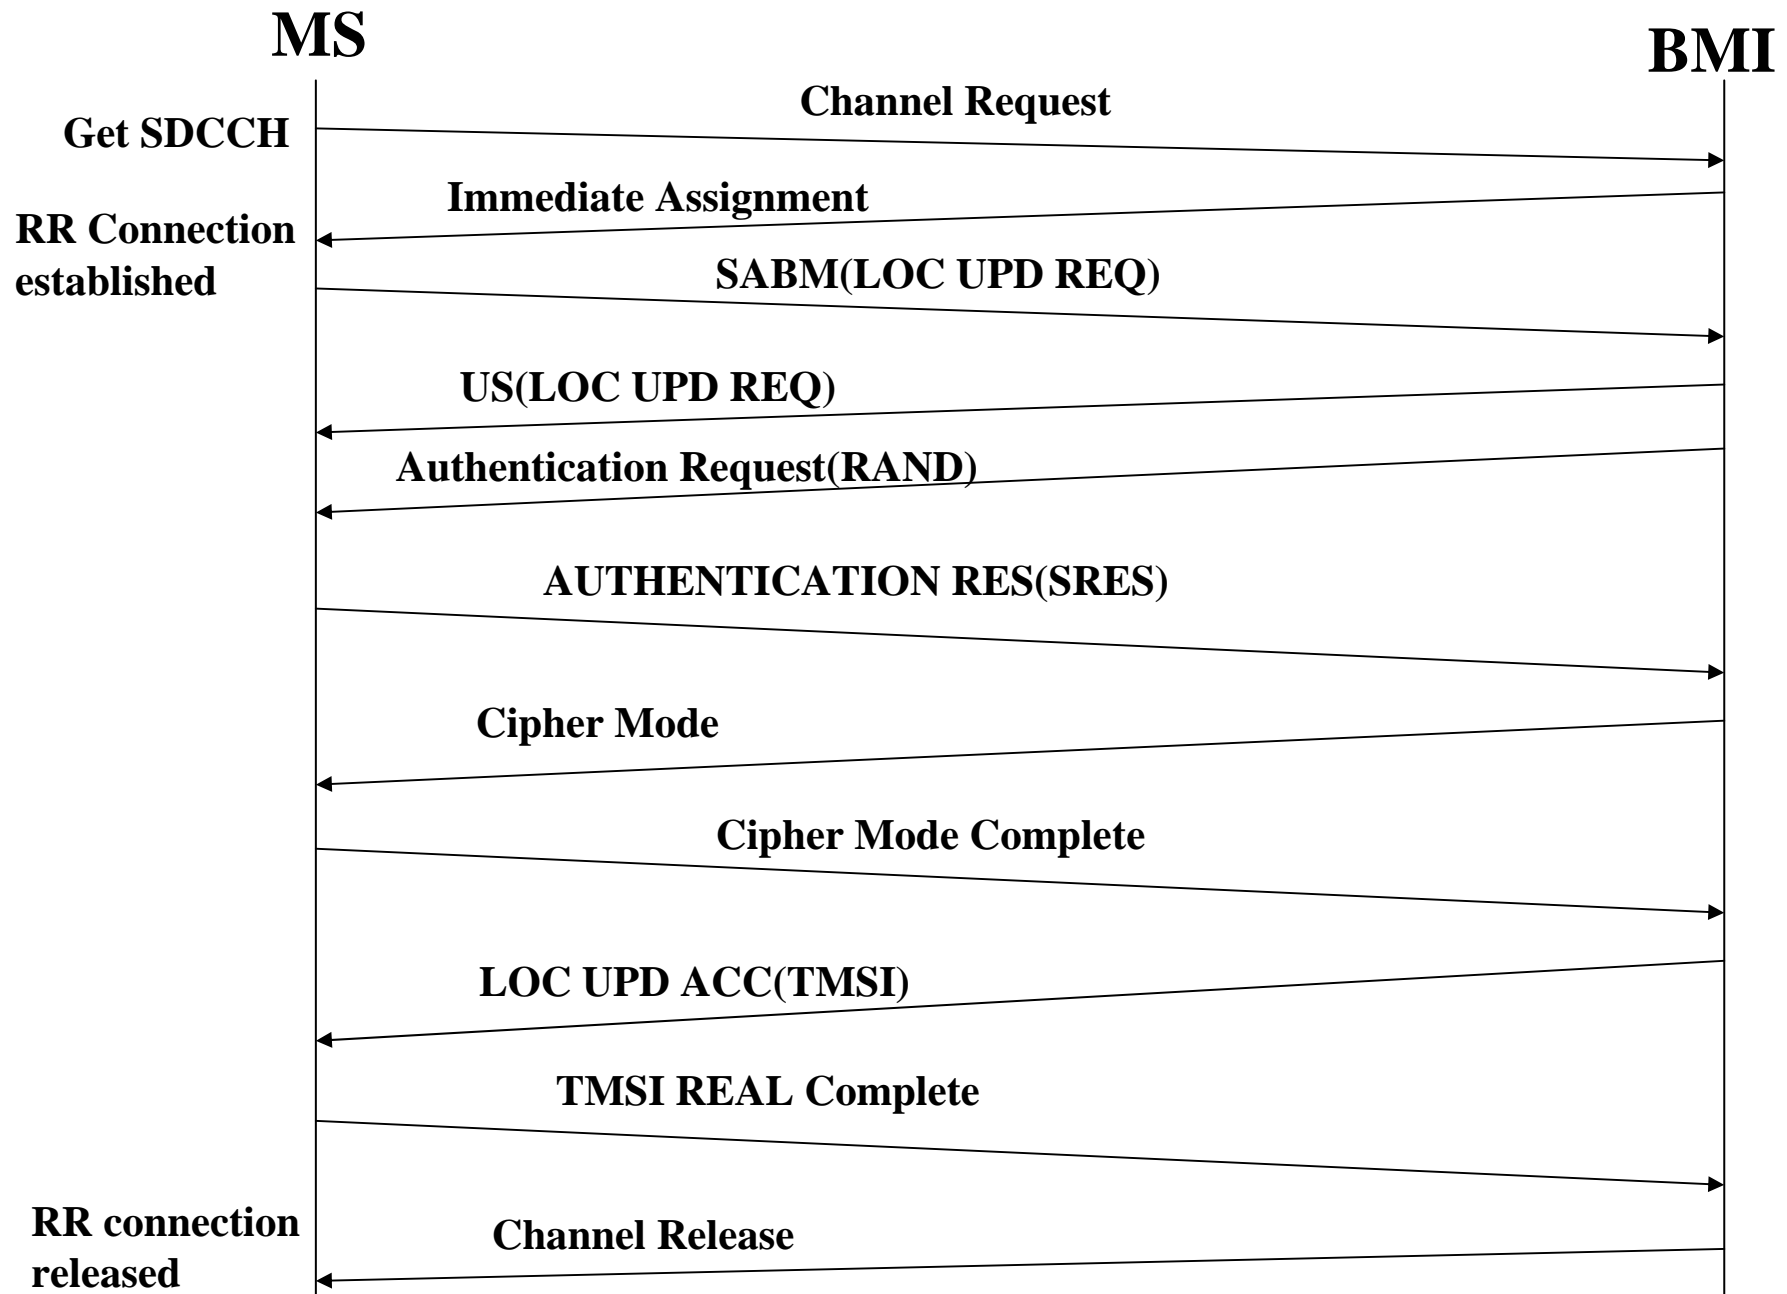 MS
BMI
Channel Request
Get SDCCH
Immediate Assignment
RR Connection
established
SABM(LOC UPD REQ)
US(LOC UPD REQ)
Authentication Request(RAND)
AUTHENTICATION RES(SRES)
Cipher Mode
Cipher Mode Complete
LOC UPD ACC(TMSI)
TMSI REAL Complete
RR connection
released
Channel Release